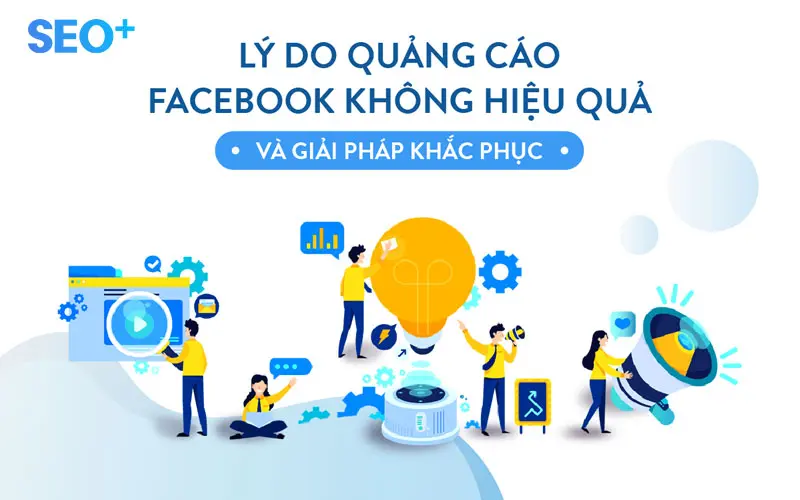 SEO+
LÝ DO QUẢNG CÁO
FACEBOOK KHÔNG HIỆU QUẢ
• VÀ GIẢI PHÁP KHẮC PHỤC •